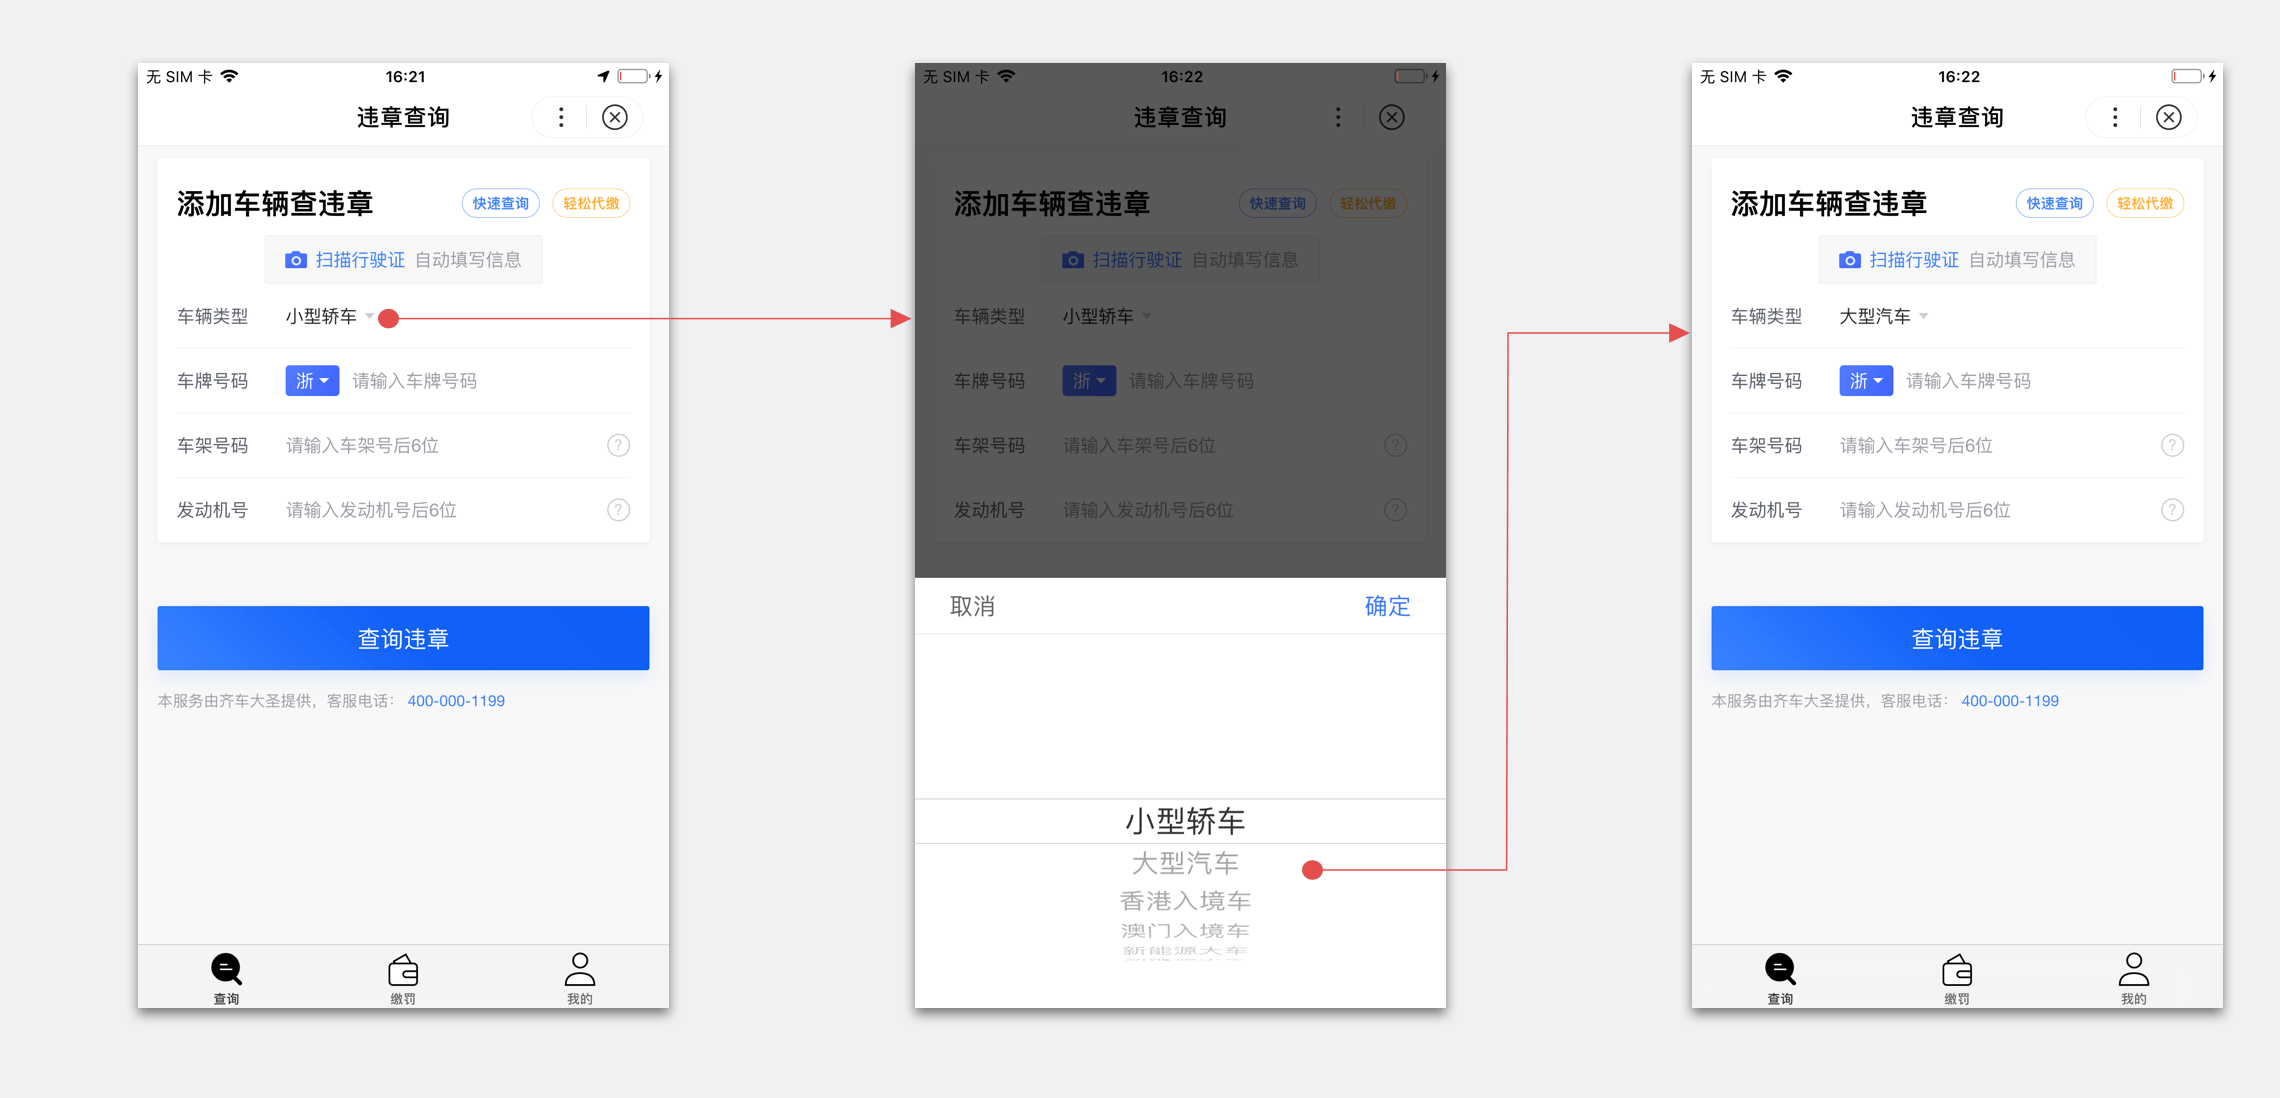 无 SIM 卡 16:21
违章查询
添加车辆查违章 快速查询 轻松代缴
扫描行驶证 自动填写信息
车辆类型 小型轿车
车牌号码 浙 请输入车牌号码
车架号码 请输入车架号后6位 ?
发动机号 请输入发动机号后6位 ?
查询违章
本服务由齐车大圣提供，客服电话： 400-000-1199
查询 缴罚 我的
无 SIM 卡 16:22
违章查询
添加车辆查违章 快速查询 轻松代缴
扫描行驶证 自动填写信息
车辆类型 小型轿车
车牌号码 浙 请输入车牌号码
车架号码 请输入车架号后6位 ?
发动机号 请输入发动机号后6位 ?
取消 确定
小型轿车
大型汽车
香港入境车
澳门入境车
新能源大车
无 SIM 卡 16:22
违章查询
添加车辆查违章 快速查询 轻松代缴
扫描行驶证 自动填写信息
车辆类型 大型汽车
车牌号码 浙 请输入车牌号码
车架号码 请输入车架号后6位 ?
发动机号 请输入发动机号后6位 ?
查询违章
本服务由齐车大圣提供，客服电话： 400-000-1199
查询 缴罚 我的